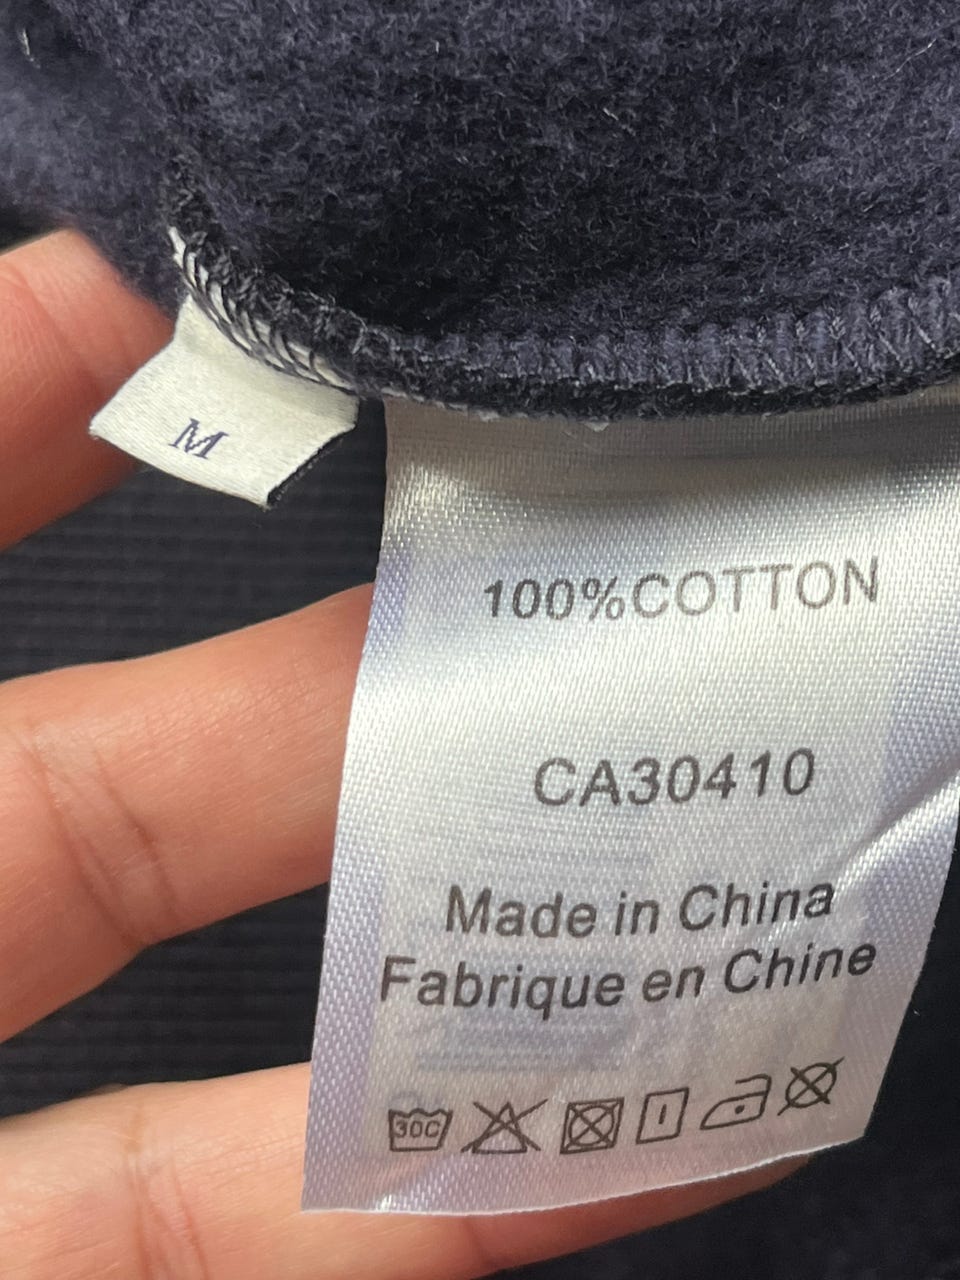 M
100%COTTON
CA30410
Made in China
Fabrique en Chine
30C